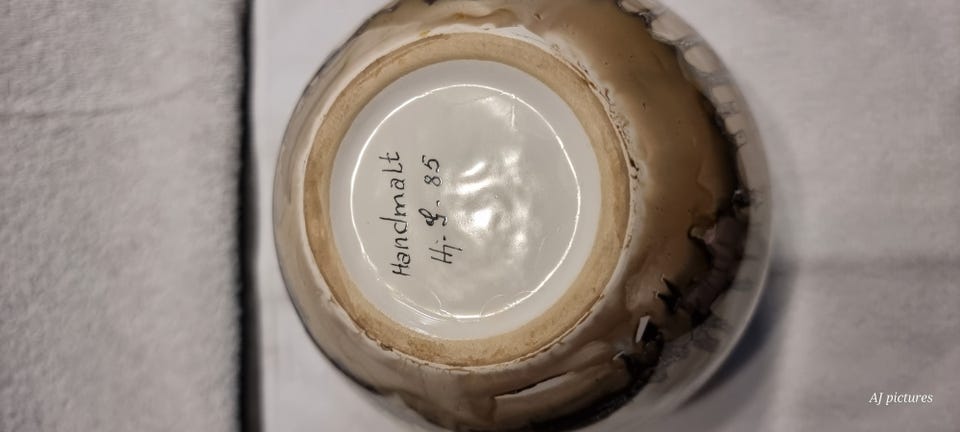 Handmalt
Hj. G. 85
AJ pictures